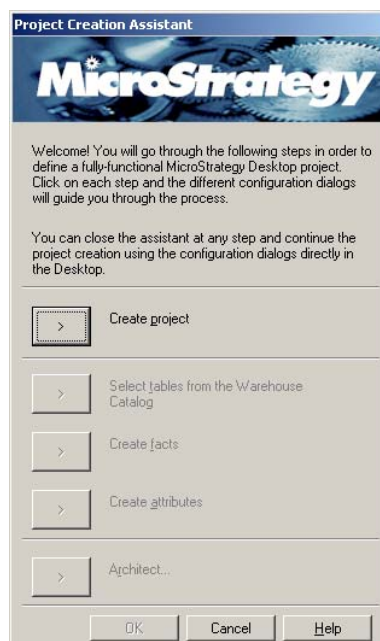 Project Creation Assistant
MicroStrategy
Welcome! You will go through the following steps in order to
define a fully-functional MicroStrategy Desktop project.
Click on each step and the different configuration dialogs
will guide you through the process.
You can close the assistant at any step and continue the
project creation using the configuration dialogs directly in
the Desktop.
> Create project
> Select tables from the Warehouse
Catalog
> Create facts
> Create attributes
> Architect...
OK Cancel Help